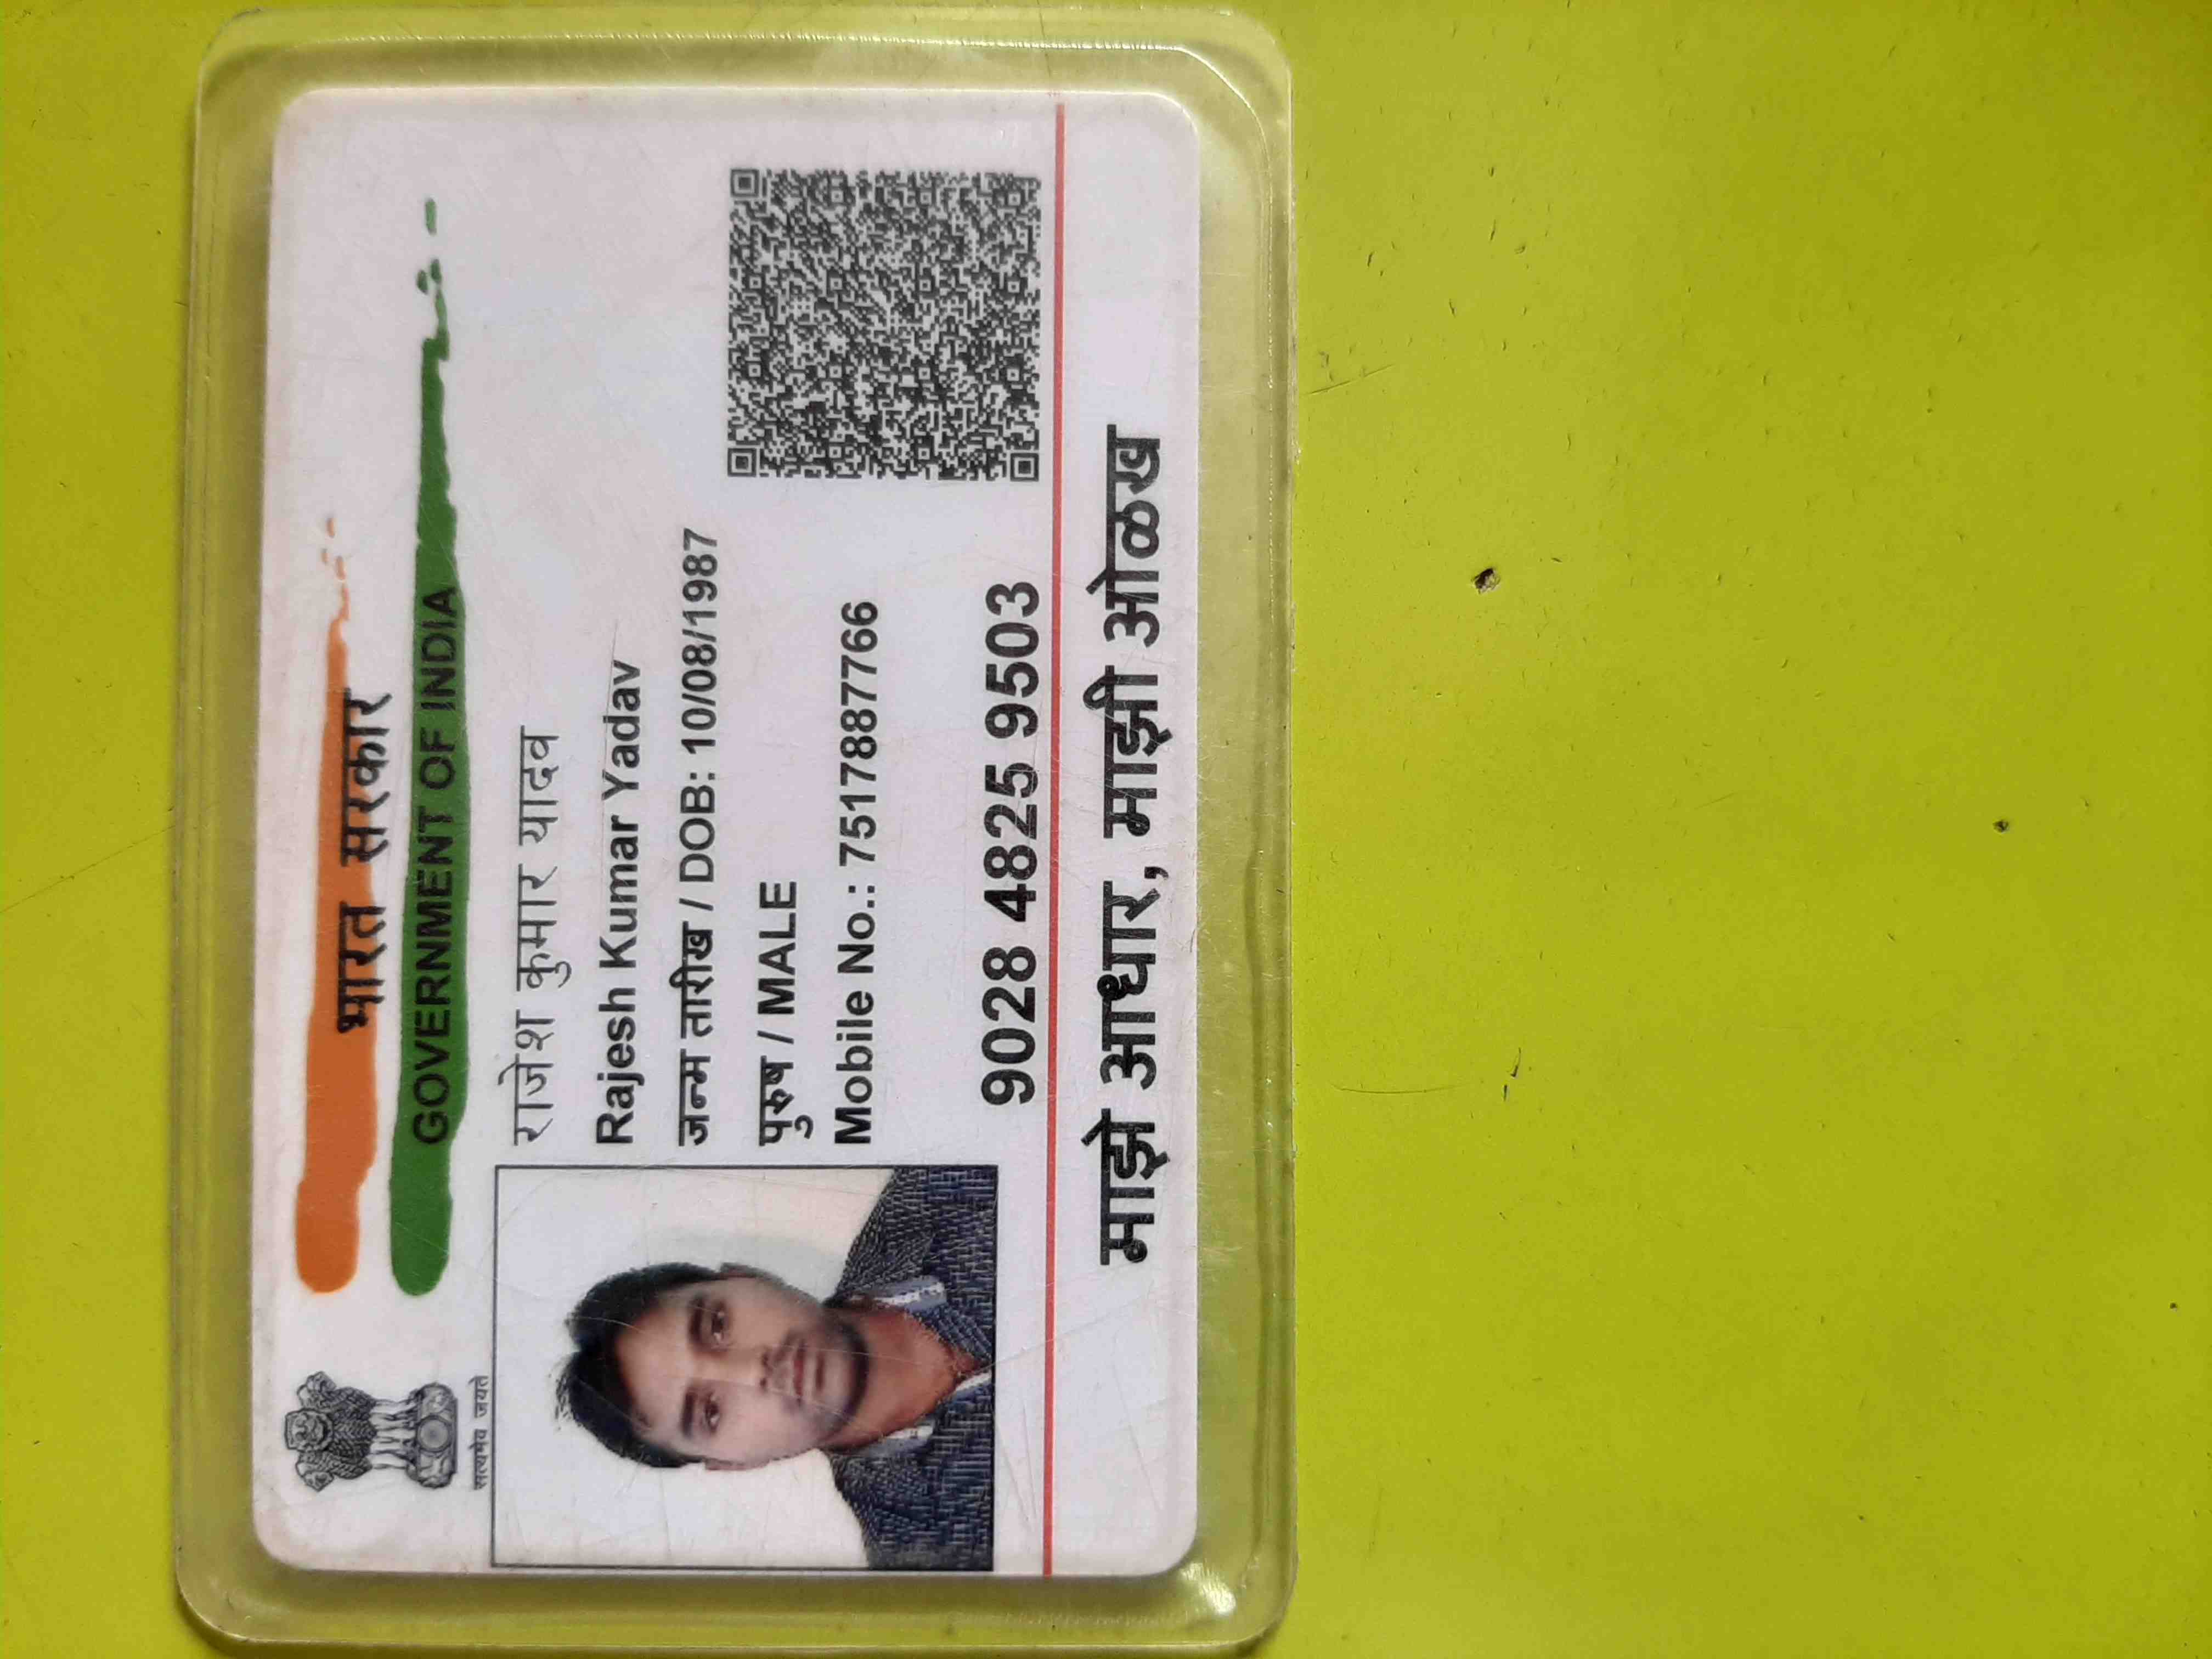 भारत सरकार
GOVERNMENT OF INDIA
सत्यमेव जयते
राजेश कुमार यादव
Rajesh Kumar Yadav
जन्म तारीख / DOB: 10/08/1987
पुरुष / MALE
Mobile No.: 7517887766
9028 4825 9503
माझे आधार, माझी ओळख